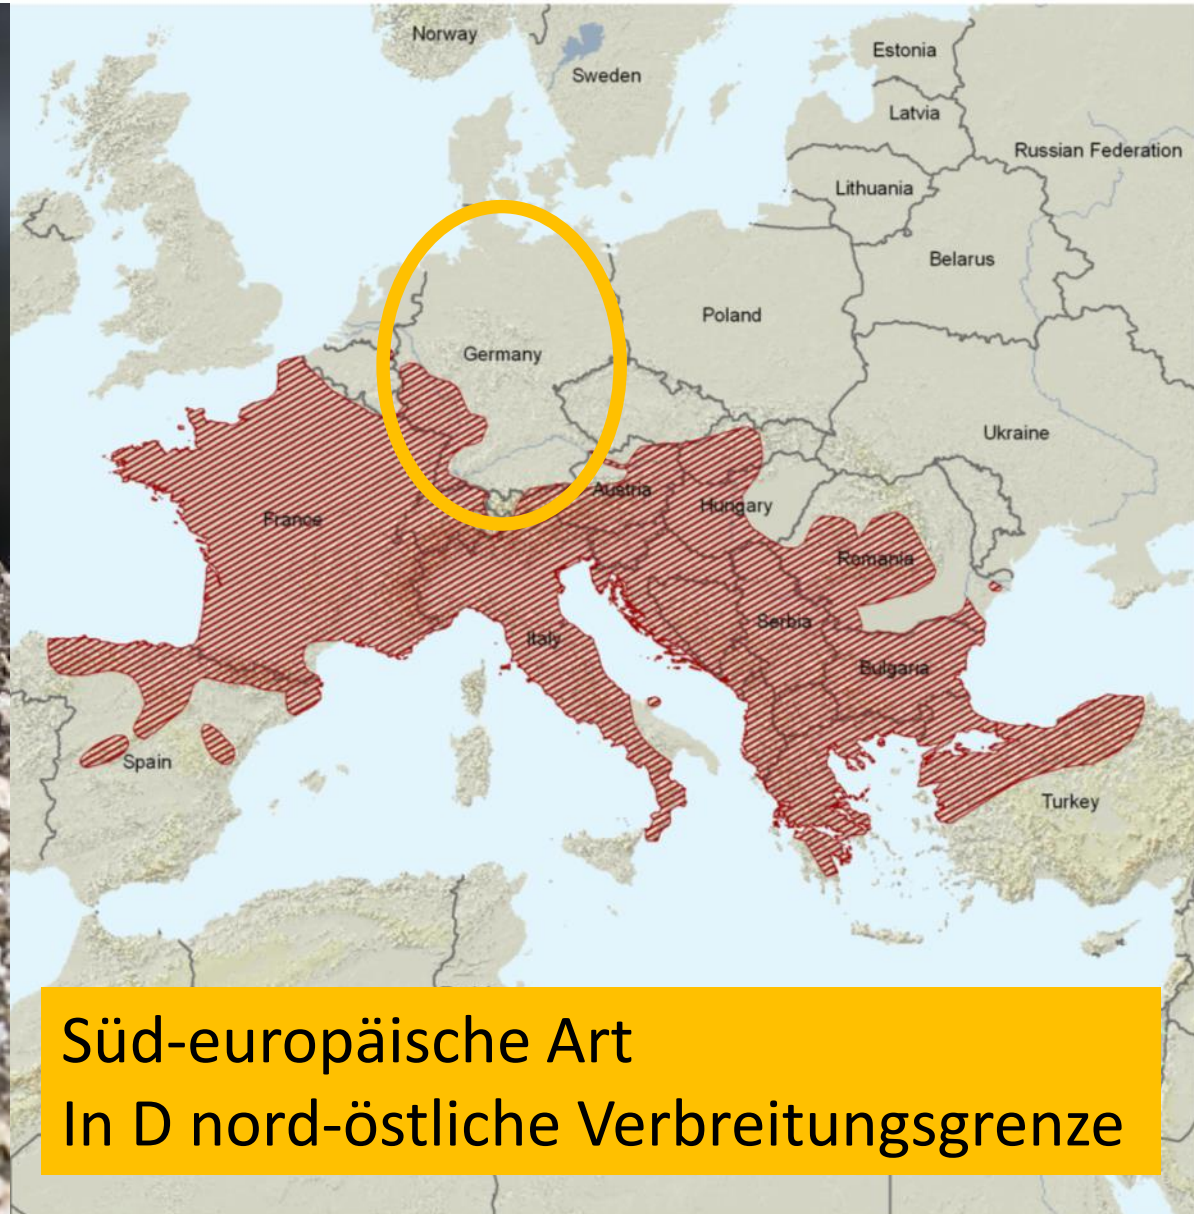 Norway
Sweden
Estonia
Latvia
Russian Federation
Lithuania
Belarus
Poland
Germany
Ukraine
Austria
Hungary
France
Romania
Italy
Serbia
Bulgaria
Spain
Turkey
Süd-europäische Art
In D nord-östliche Verbreitungsgrenze